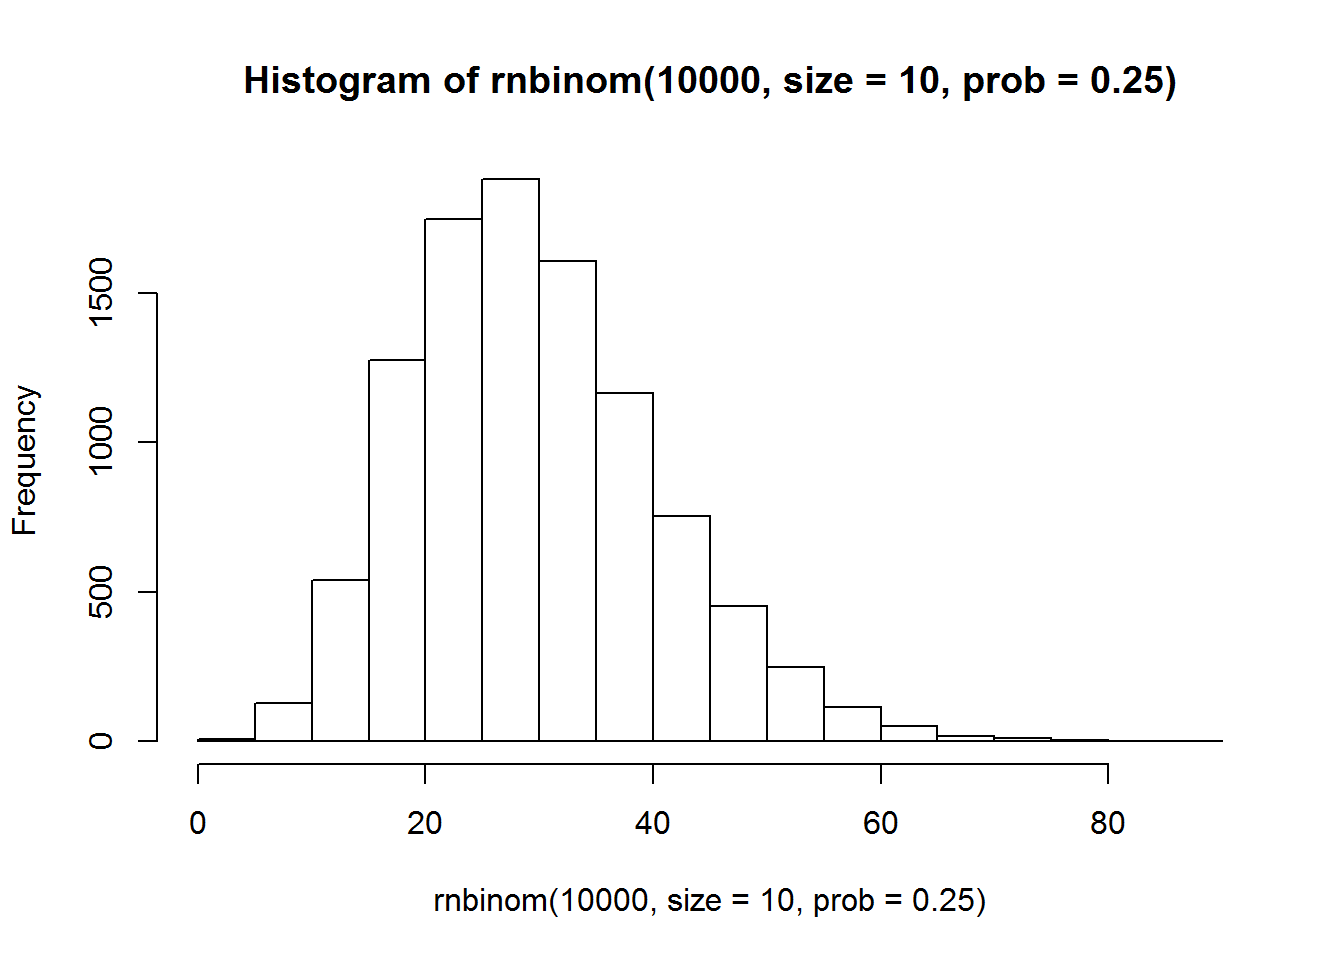 Histogram of rnbinom(10000, size = 10, prob = 0.25)
Frequency
1500
1000
500
0
0 20 40 60 80
rnbinom(10000, size = 10, prob = 0.25)